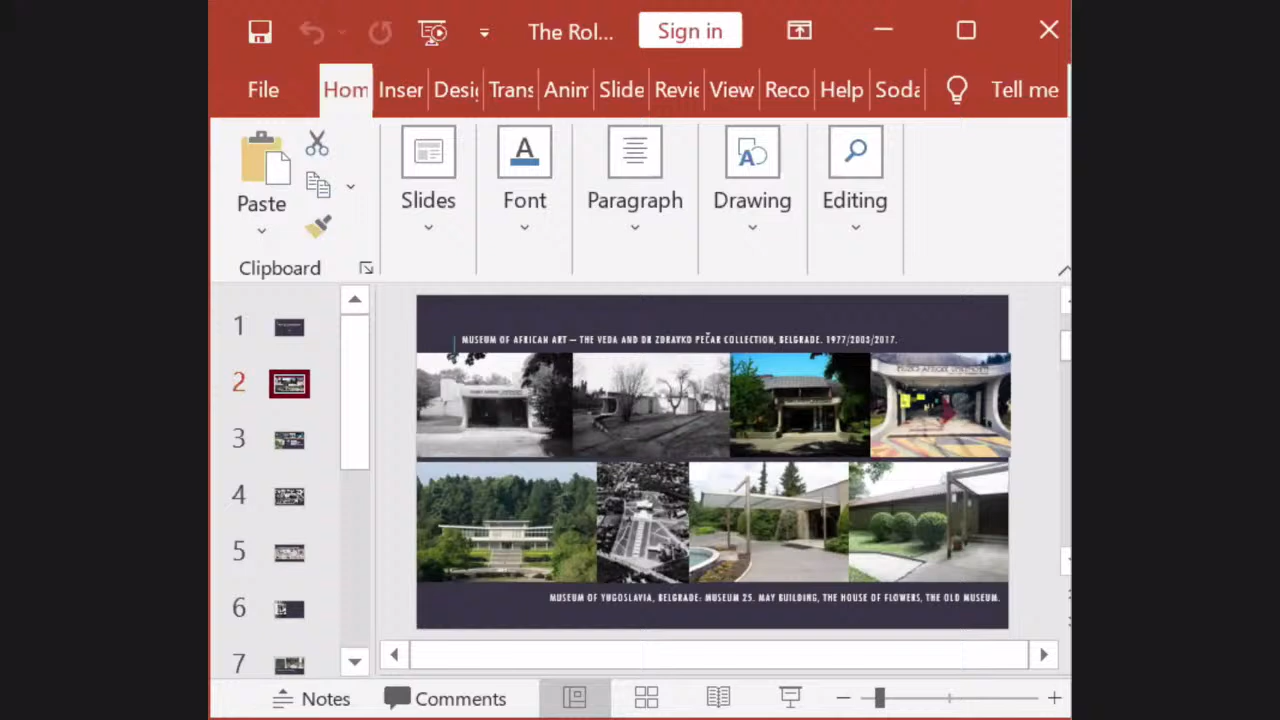 The Rol... Sign in
File Hom Inser Desig Trans Anim Slide Revie View Reco Help Soda Tell me
Paste Slides Font Paragraph Drawing Editing
Clipboard
1
2
3
4
5
6
7
MUSEUM OF AFRICAN ART – THE VEDA AND DR ZDRAVKO PEČAR COLLECTION, BELGRADE. 1977/2003/2017.
MUSEUM OF YUGOSLAVIA, BELGRADE: MUSEUM 25. MAY BUILDING, THE HOUSE OF FLOWERS, THE OLD MUSEUM.
Notes Comments